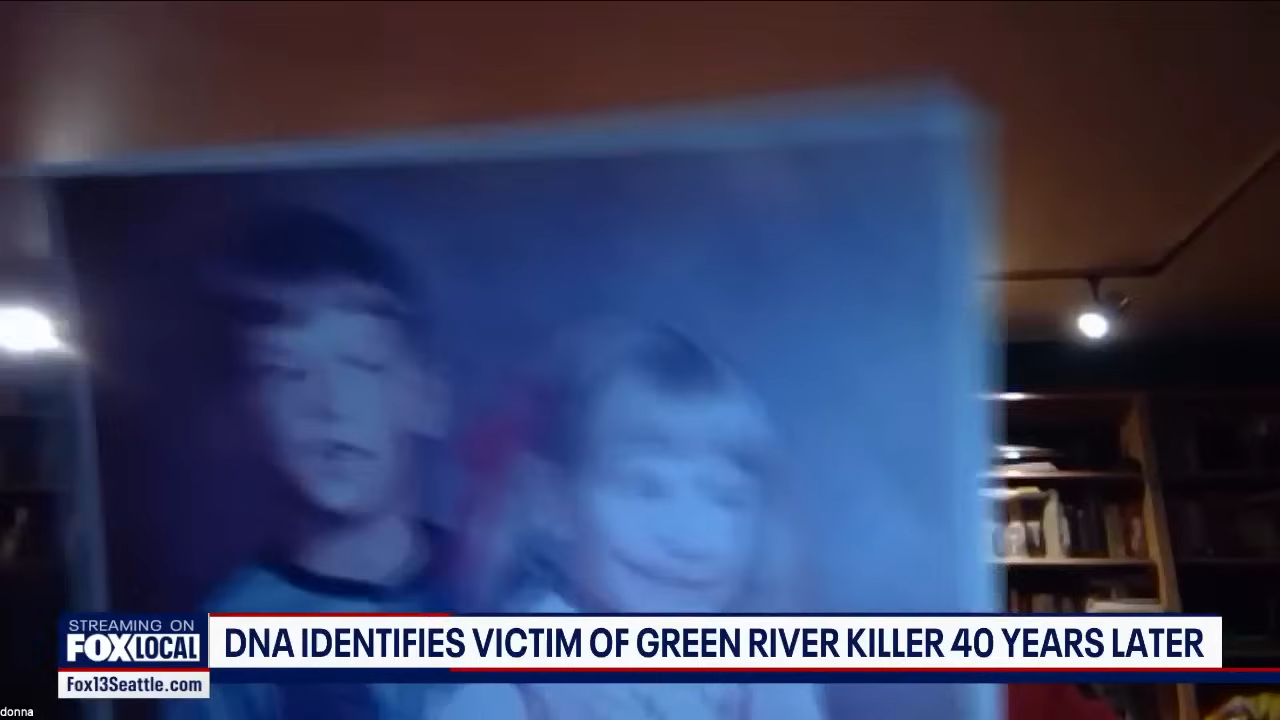 STREAMING ON
FOX LOCAL
DNA IDENTIFIES VICTIM OF GREEN RIVER KILLER 40 YEARS LATER
Fox13Seattle.com
donna